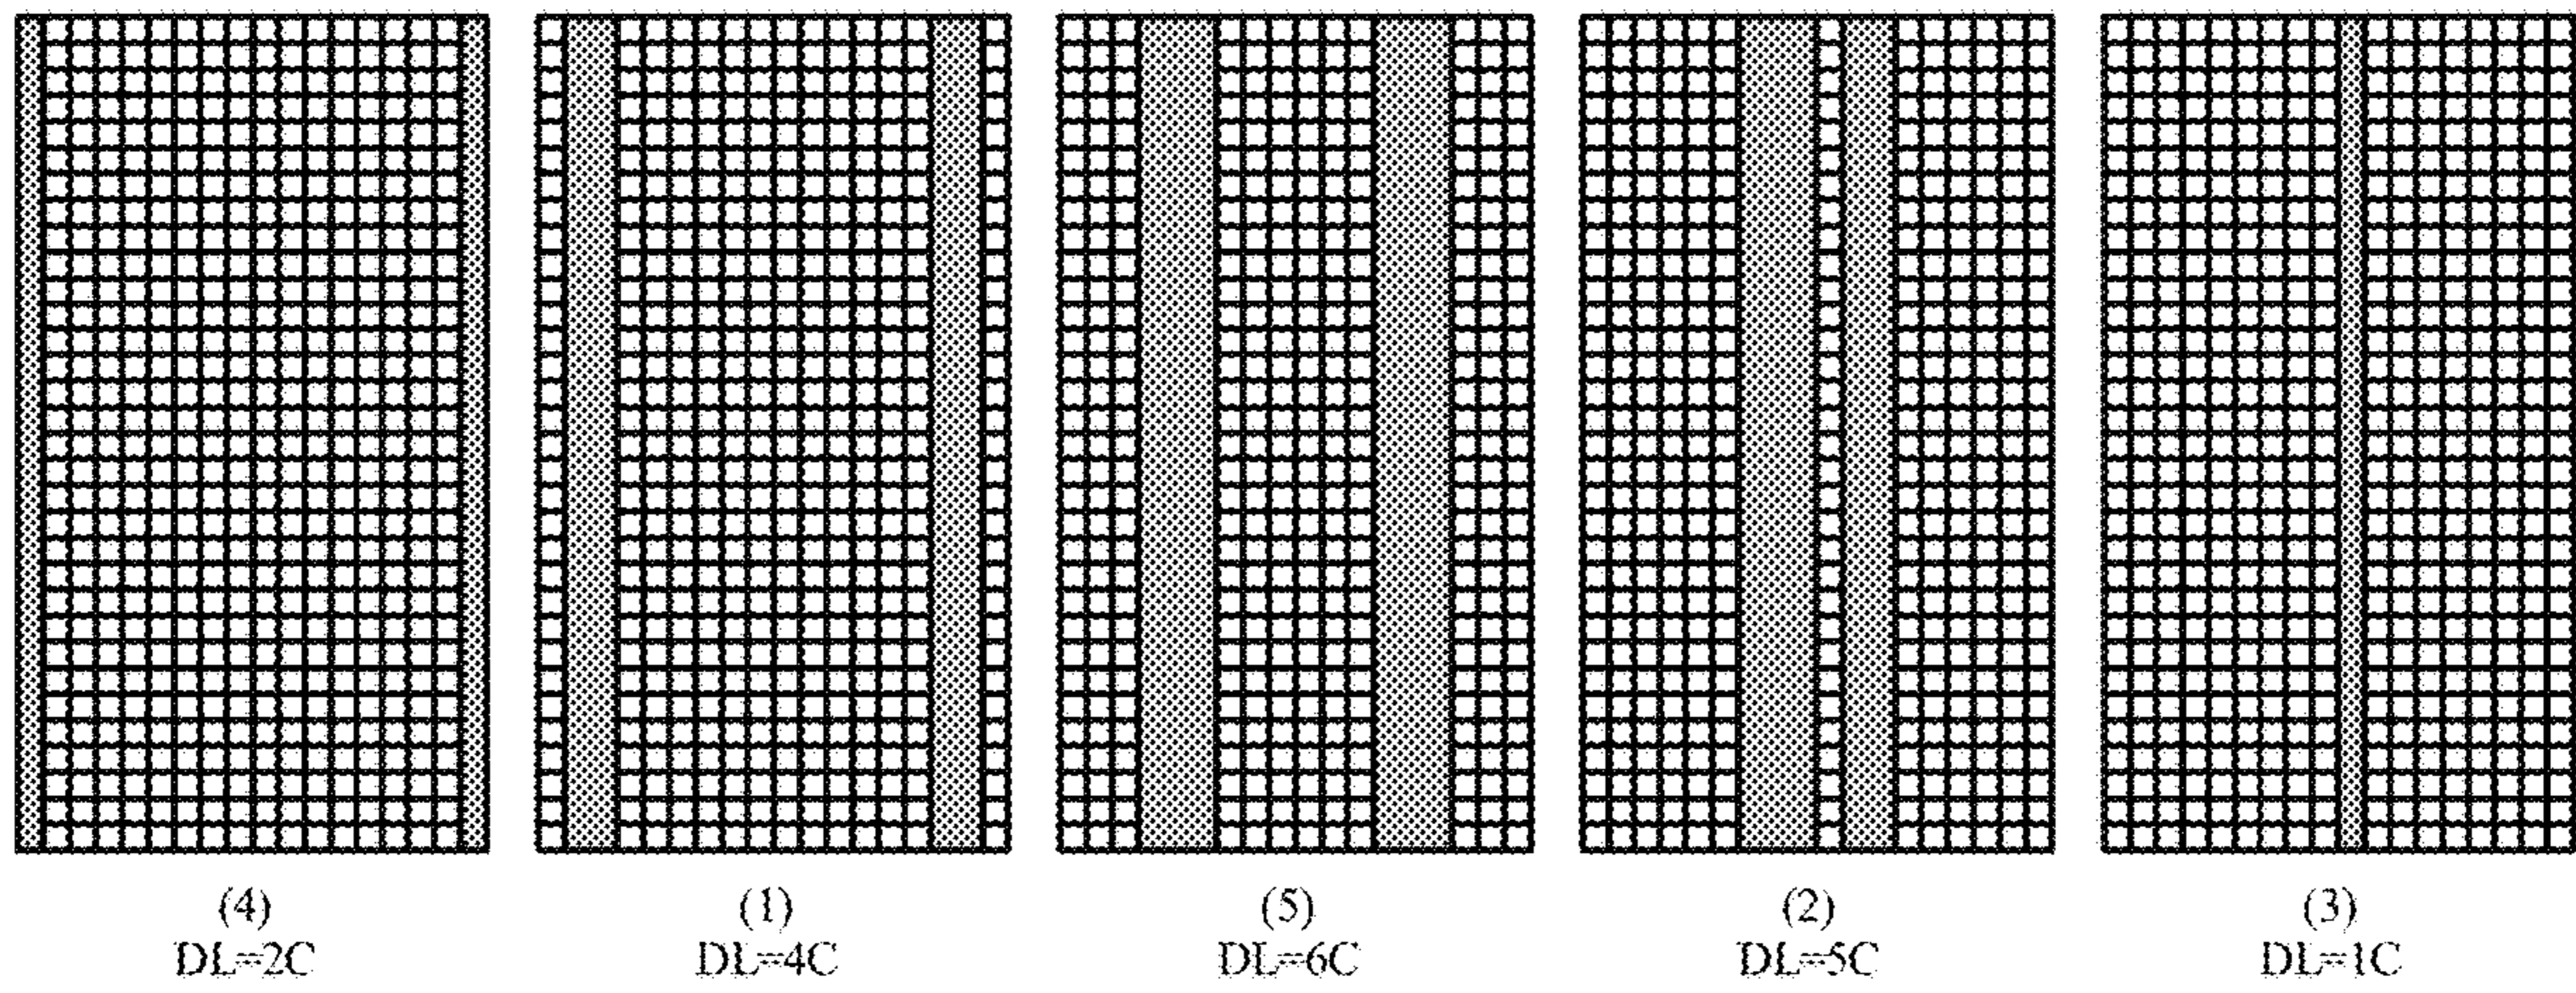 (4)
DL=2C
(1)
DL=4C
(5)
DL=6C
(2)
DL=5C
(3)
DL=1C